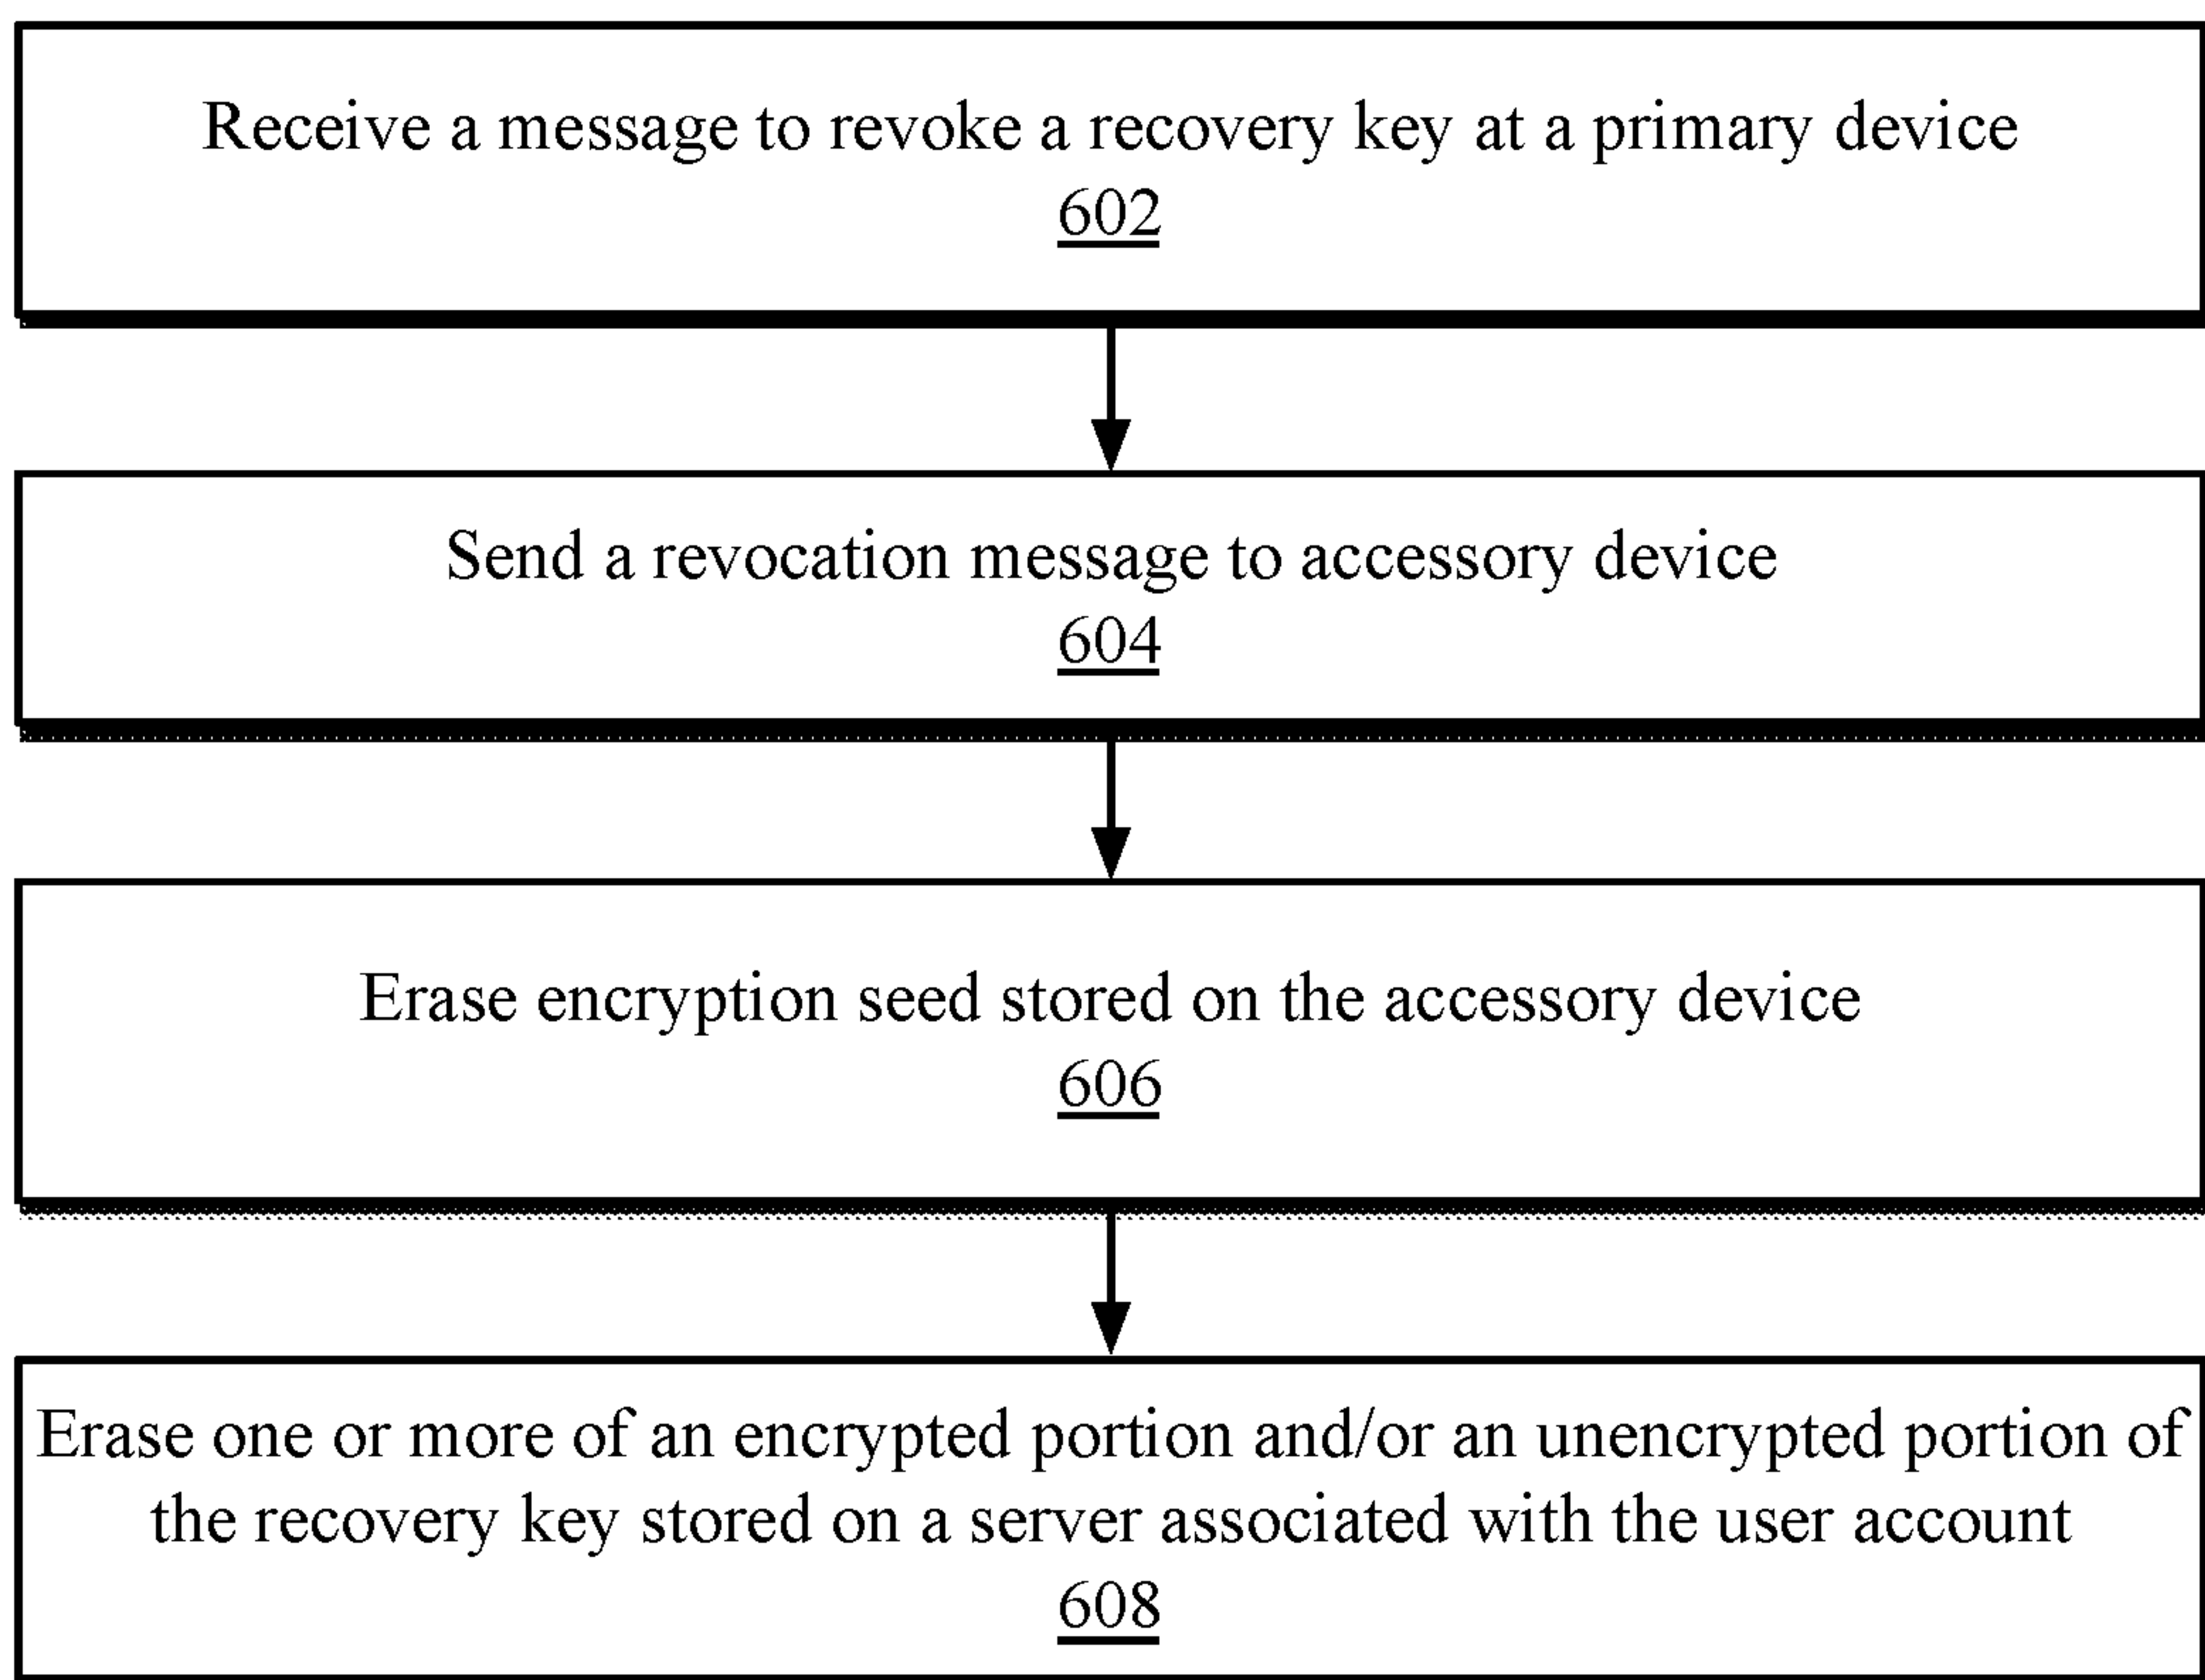 Receive a message to revoke a recovery key at a primary device
602
Send a revocation message to accessory device
604
Erase encryption seed stored on the accessory device
606
Erase one or more of an encrypted portion and/or an unencrypted portion of
the recovery key stored on a server associated with the user account
608